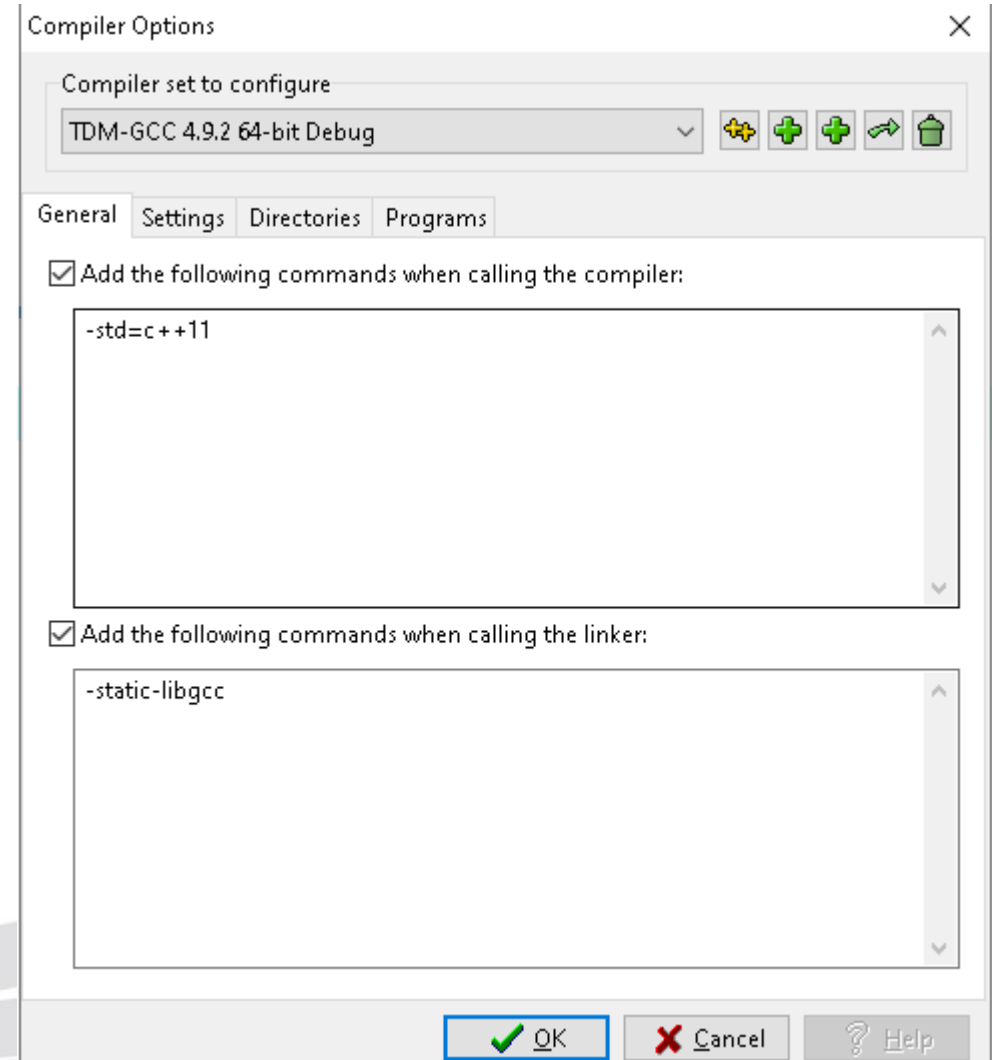 Compiler Options
Compiler set to configure
TDM-GCC 4.9.2 64-bit Debug
General Settings Directories Programs
Add the following commands when calling the compiler:
-std=c++11
Add the following commands when calling the linker:
-static-libgcc
OK Cancel Help